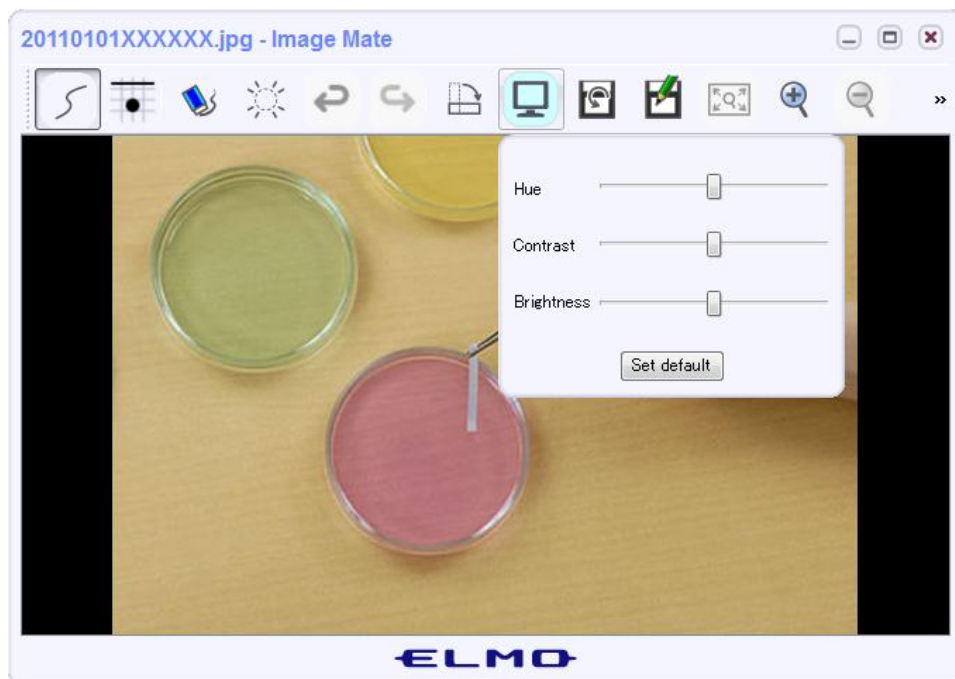 20110101XXXXXX.jpg - Image Mate
»
Hue
Contrast
Brightness
Set default
ELMO